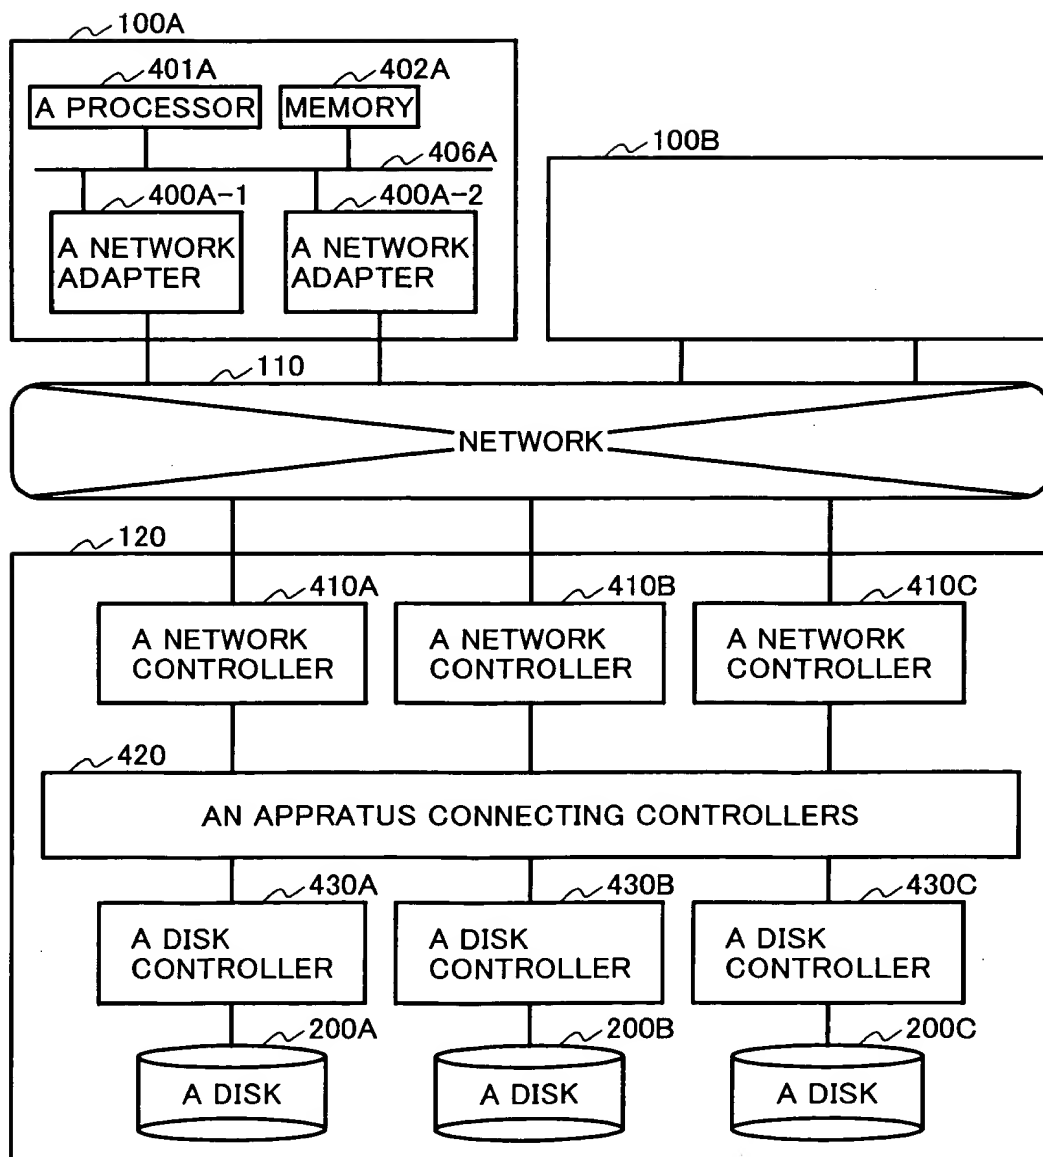 100A
401A
402A
A PROCESSOR
MEMORY
406A
100B
400A-1
400A-2
A NETWORK
ADAPTER
A NETWORK
ADAPTER
110
NETWORK
120
410A
410B
410C
A NETWORK
CONTROLLER
A NETWORK
CONTROLLER
A NETWORK
CONTROLLER
420
AN APPRATUS CONNECTING CONTROLLERS
430A
430B
430C
A DISK
CONTROLLER
A DISK
CONTROLLER
A DISK
CONTROLLER
200A
200B
200C
A DISK
A DISK
A DISK